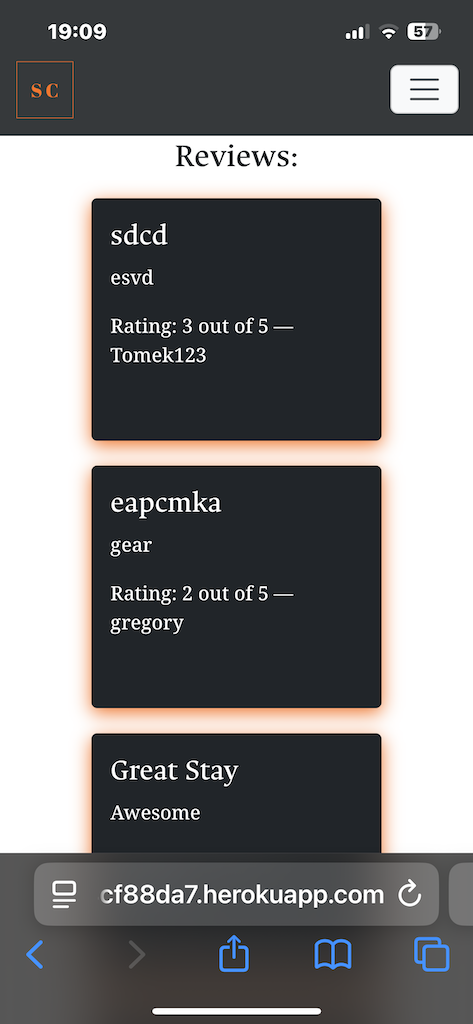 19:09
57
SC
Reviews:
sdcd
esvd
Rating: 3 out of 5 —
Tomek123
eapcmka
gear
Rating: 2 out of 5 —
gregory
Great Stay
Awesome
cf88da7.herokuapp.com